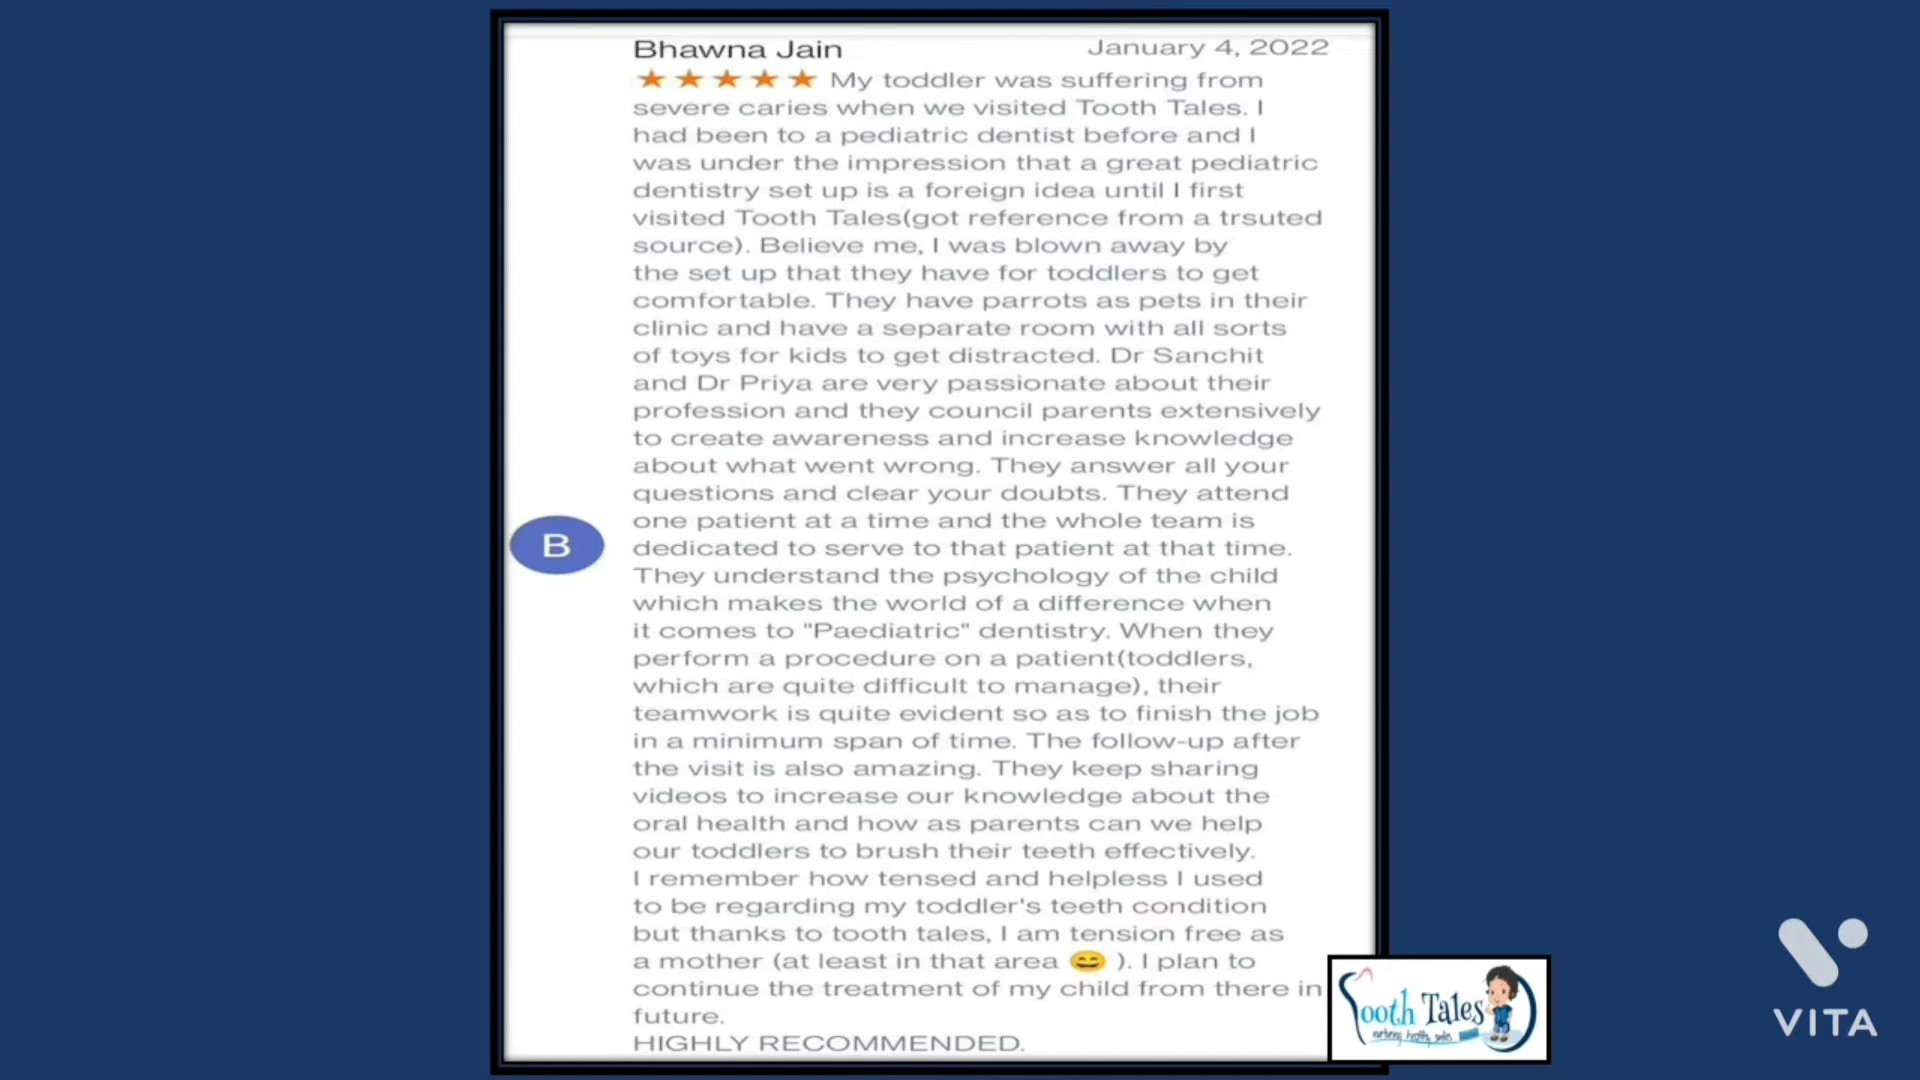 Bhawna Jain
January 4, 2022
My toddler was suffering from
severe caries when we visited Tooth Tales. I
had been to a pediatric dentist before and I
was under the impression that a great pediatric
dentistry set up is a foreign idea until I first
visited Tooth Tales(got reference from a trsuted
source). Believe me, I was blown away by
the set up that they have for toddlers to get
comfortable. They have parrots as pets in their
clinic and have a separate room with all sorts
of toys for kids to get distracted. Dr Sanchit
and Dr Priya are very passionate about their
profession and they council parents extensively
to create awareness and increase knowledge
about what went wrong. They answer all your
questions and clear your doubts. They attend
one patient at a time and the whole team is
dedicated to serve to that patient at that time.
They understand the psychology of the child
which makes the world of a difference when
it comes to "Paediatric" dentistry. When they
perform a procedure on a patient(toddlers,
which are quite difficult to manage), their
teamwork is quite evident so as to finish the job
in a minimum span of time. The follow-up after
the visit is also amazing. They keep sharing
videos to increase our knowledge about the
oral health and how as parents can we help
our toddlers to brush their teeth effectively.
I remember how tensed and helpless I used
to be regarding my toddler's teeth condition
but thanks to tooth tales, I am tension free as
a mother (at least in that area 😄 ). I plan to
continue the treatment of my child from there in
future.
HIGHLY RECOMMENDED.
B
Tooth Tales
VITA